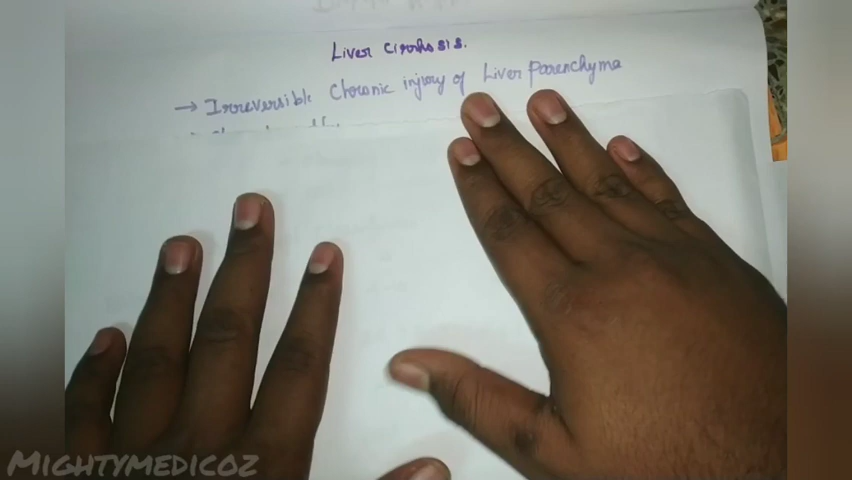 Liver Cirrhosis.
→ Irreversible Chronic injury of Liver parenchyma
MIGHTYMEDICOZ